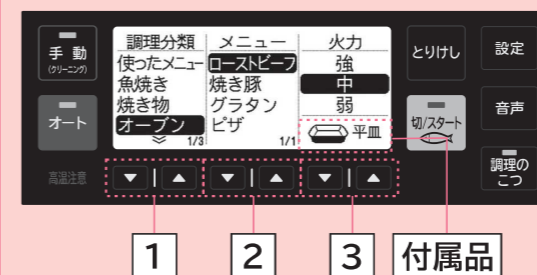 手動
(クリーニング)
オート
高温注意
調理分類
使ったメニュー
魚焼き
焼き物
オーブン
1/3
メニュー
ローストビーフ
焼き豚
グラタン
ピザ
1/1
火力
強
中
弱
平皿
とりけし
切/スタート
設定
音声
調理の
こつ
1
2
3
付属品